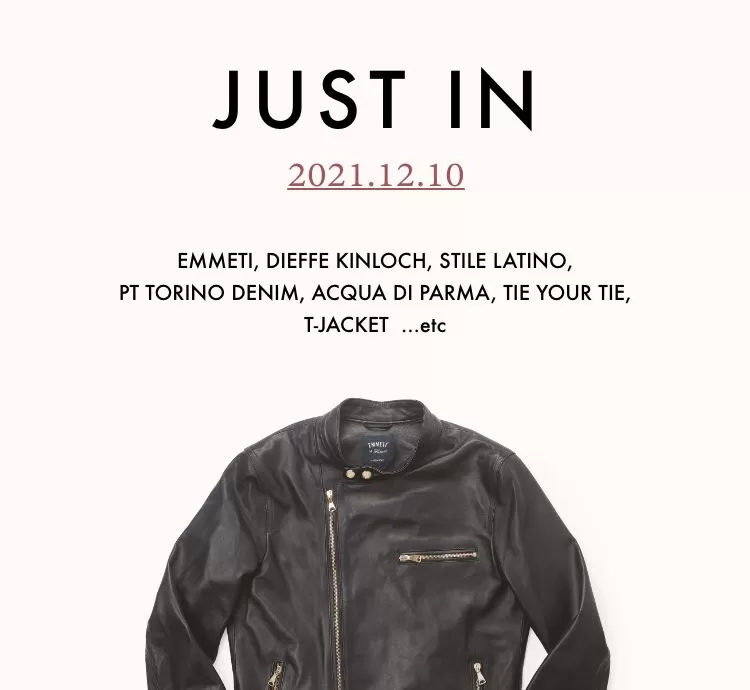 JUST IN
2021.12.10
EMMETI, DIEFFE KINLOCH, STILE LATINO,
PT TORINO DENIM, ACQUA DI PARMA, TIE YOUR TIE,
T-JACKET ...etc
EMMETI